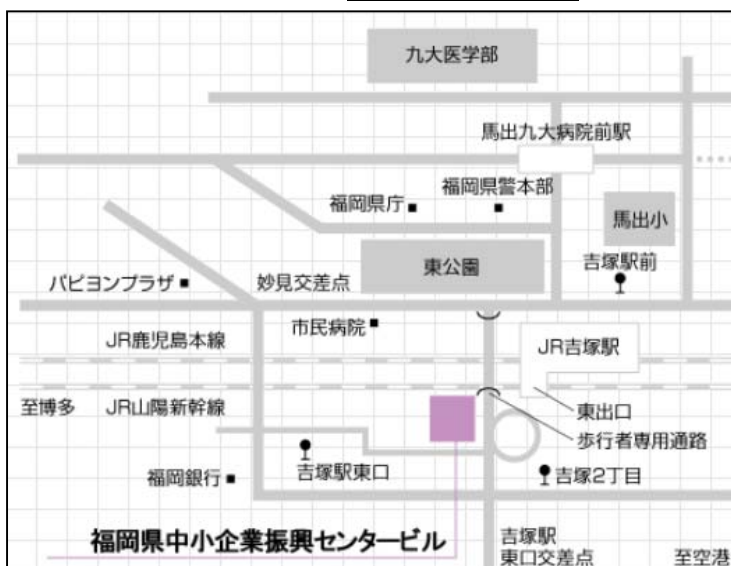 九大医学部
馬出九大病院前駅
福岡県庁
福岡県警本部
馬出小
東公園
吉塚駅前
パピヨンプラザ
妙見交差点
市民病院
JR鹿児島本線
JR吉塚駅
至博多
JR山陽新幹線
東出口
歩行者専用通路
吉塚駅東口
福岡銀行
吉塚2丁目
福岡県中小企業振興センタービル
吉塚駅
東口交差点
至空港